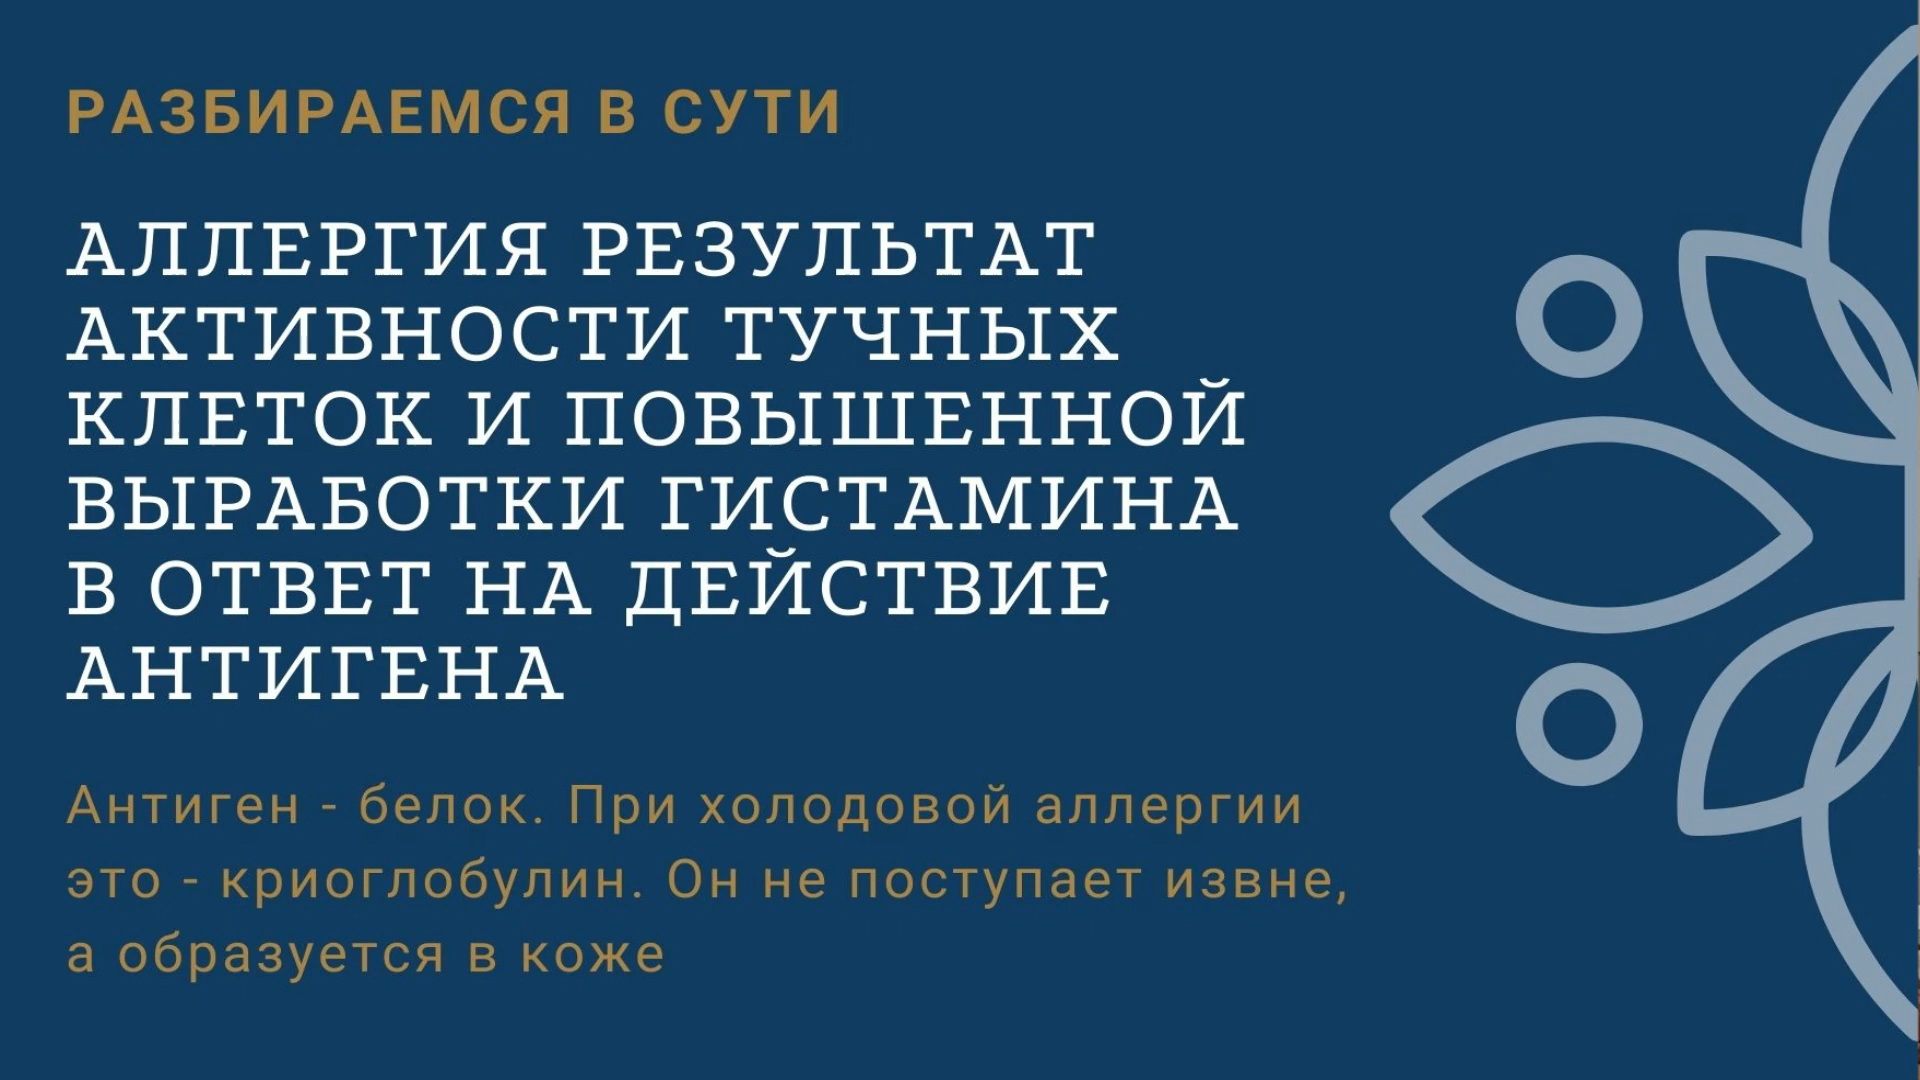 РАЗБИРАЕМСЯ В СУТИ
АЛЛЕРГИЯ РЕЗУЛЬТАТ
АКТИВНОСТИ ТУЧНЫХ
КЛЕТОК И ПОВЫШЕННОЙ
ВЫРАБОТКИ ГИСТАМИНА
В ОТВЕТ НА ДЕЙСТВИЕ
АНТИГЕНА
Антиген - белок. При холодовой аллергии
это - криоглобулин. Он не поступает извне,
а образуется в коже